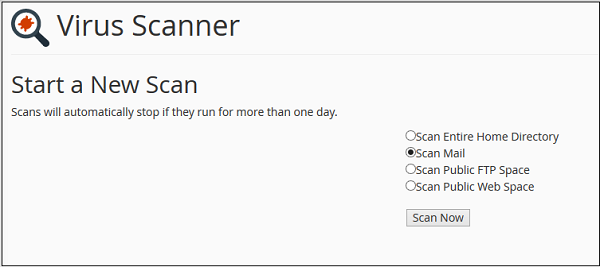 Virus Scanner
Start a New Scan
Scans will automatically stop if they run for more than one day.
Scan Entire Home Directory
Scan Mail
Scan Public FTP Space
Scan Public Web Space
Scan Now